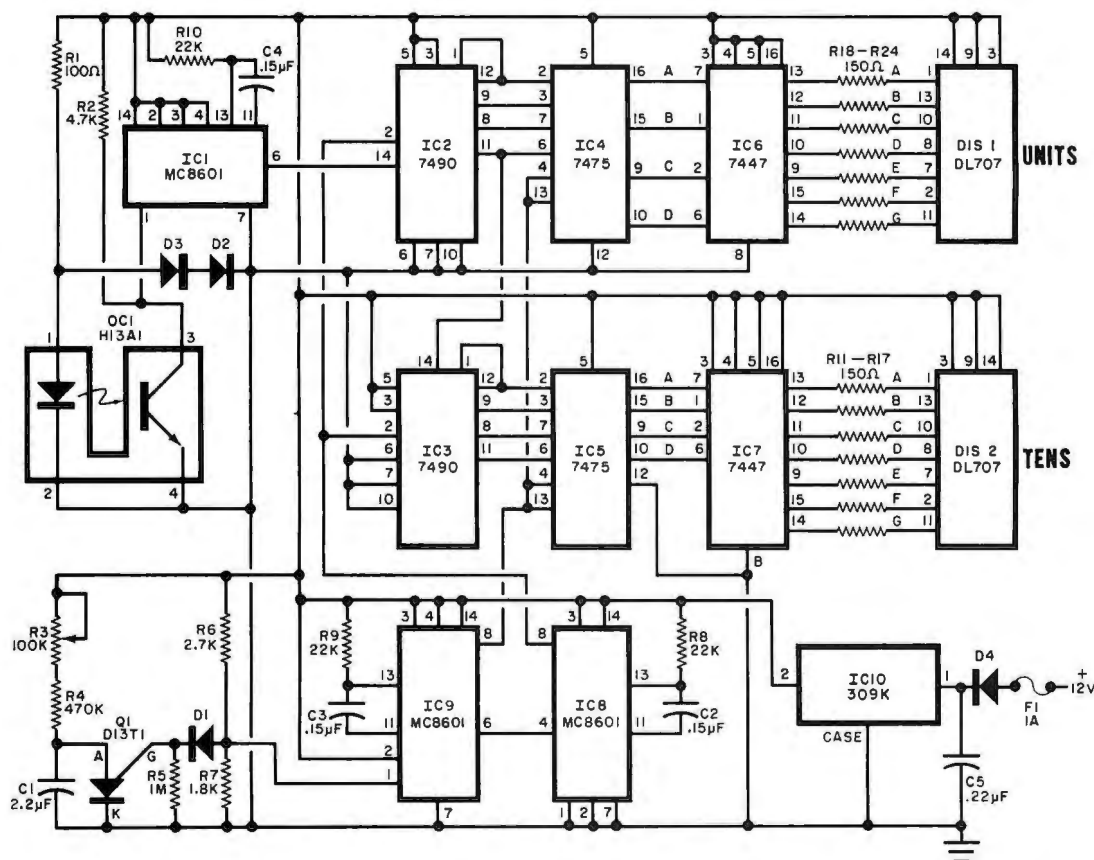 R1
100Ω
R2
4.7K
R10
22K
C4
.15µF
14
2
3
4
13
11
IC1
MC8601
6
1
7
D3
D2
OC1
H13A1
1
3
2
4
5
3
1
12
9
8
11
2
14
IC2
7490
6
7
10
5
2
3
7
6
4
13
IC4
7475
16 A 7
15 B 1
9 C 2
10 D 6
12
3
4
5
16
IC6
7447
8
13
12
11
10
9
15
14
R18–R24
150Ω
A
B
C
D
E
F
G
1
13
10
8
7
2
11
14
9
3
DIS 1
DL707
UNITS
14
1
5
3
2
6
7
10
IC3
7490
12
9
8
11
5
2
3
7
6
4
13
IC5
7475
16 A 7
15 B 1
9 C 2
10 D 6
12
3
4
5
16
IC7
7447
B
13
12
11
10
9
15
14
R11–R17
150Ω
A
B
C
D
E
F
G
1
13
10
8
7
2
11
3
9
14
DIS 2
DL707
TENS
R3
100K
R4
470K
Q1
D13T1
A
G
K
C1
2.2µF
D1
R5
1M
R6
2.7K
R7
1.8K
R9
22K
C3
.15µF
3
4
14
8
13
11
2
1
6
7
IC9
MC8601
3
14
8
4
13
11
1
2
7
IC8
MC8601
R8
22K
C2
.15µF
2
IC10
309K
1
CASE
D4
F1
1A
+
12V
C5
.22µF